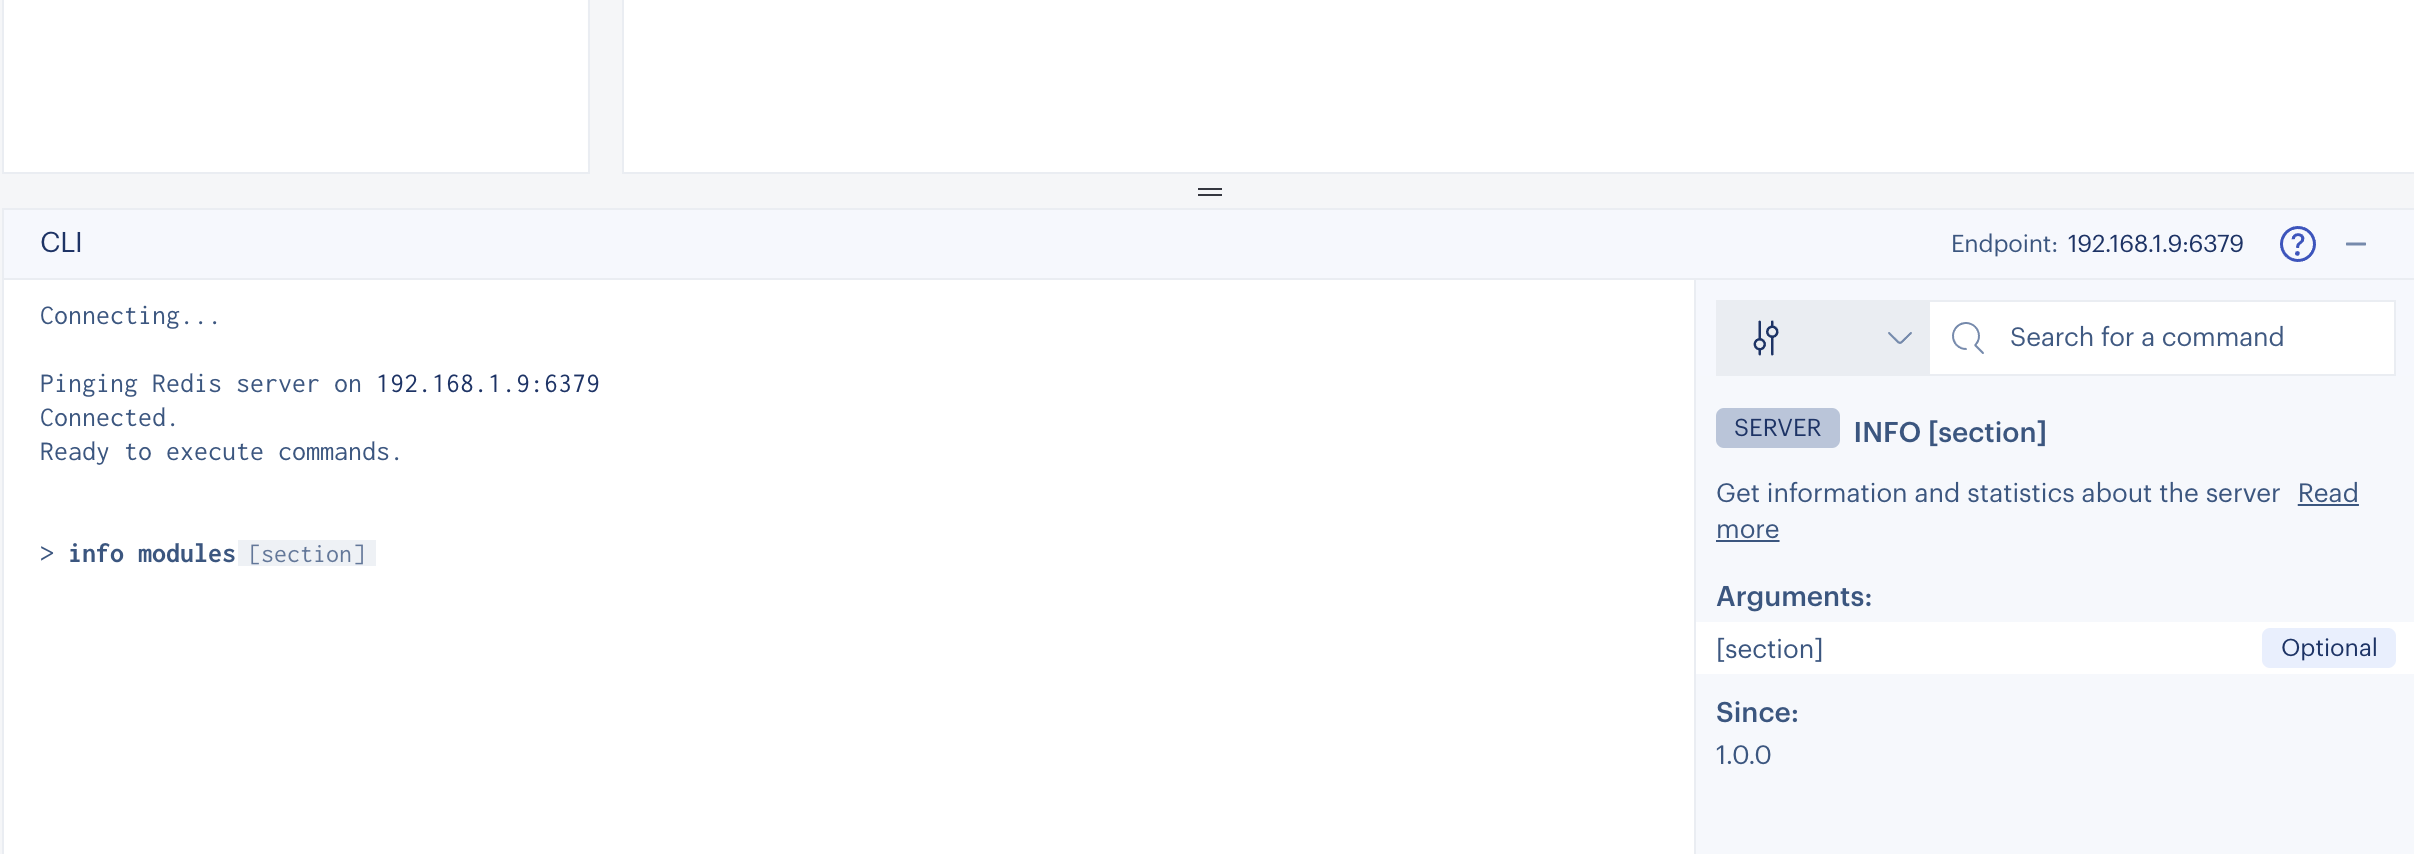 CLI
Endpoint: 192.168.1.9:6379
Connecting...
Pinging Redis server on 192.168.1.9:6379
Connected.
Ready to execute commands.
> info modules [section]
Search for a command
SERVER INFO [section]
Get information and statistics about the server Read
more
Arguments:
[section] Optional
Since:
1.0.0